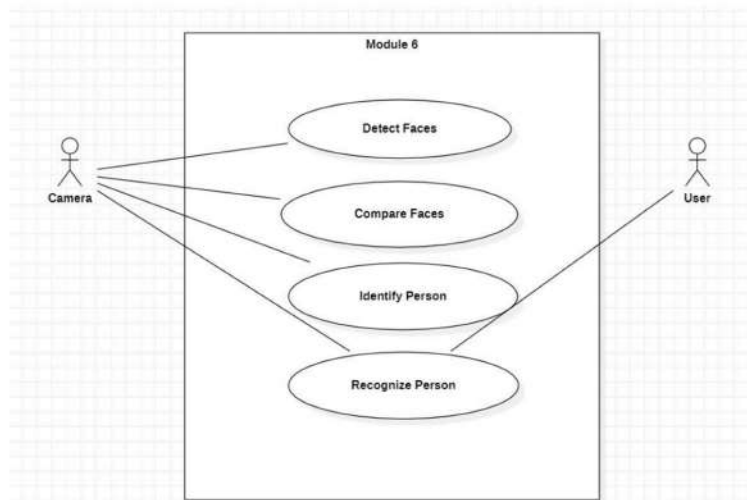 Module 6
Detect Faces
Camera
User
Compare Faces
Identify Person
Recognize Person